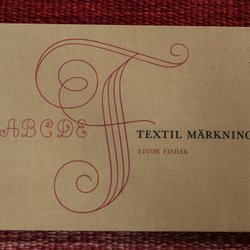 ABCDE
TEXTIL MÄRKNING
EIVOR FISHER